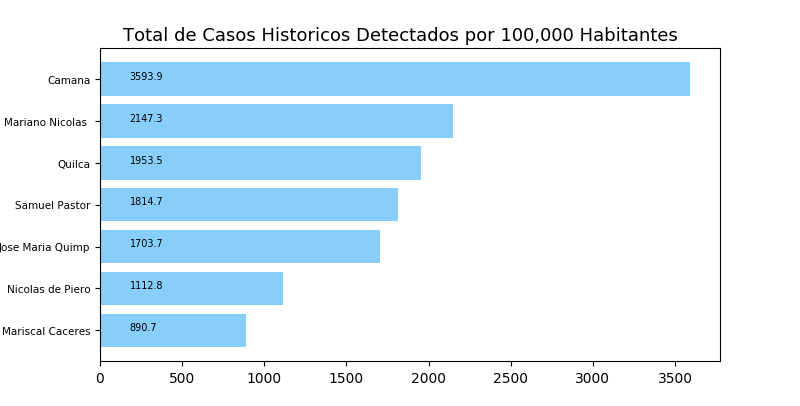 Total de Casos Historicos Detectados por 100,000 Habitantes
Camana 3593.9
Mariano Nicolas 2147.3
Quilca 1953.5
Samuel Pastor 1814.7
Jose Maria Quimp 1703.7
Nicolas de Piero 1112.8
Mariscal Caceres 890.7
0 500 1000 1500 2000 2500 3000 3500